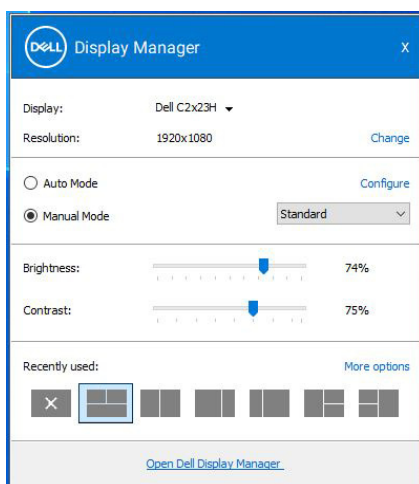 DELL Display Manager X
Display: Dell C2x23H
Resolution: 1920x1080 Change
Auto Mode Configure
Manual Mode Standard
Brightness: 74%
Contrast: 75%
Recently used: More options
Open Dell Display Manager